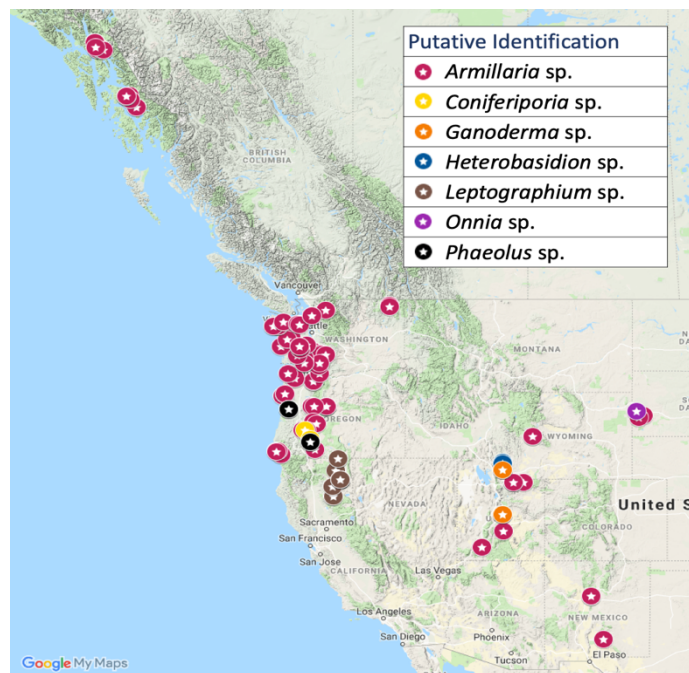 Putative Identification
Armillaria sp.
Coniferiporia sp.
Ganoderma sp.
Heterobasidion sp.
Leptographium sp.
Onnia sp.
Phaeolus sp.
BRITISH
COLUMBIA
Vancouver
WASHINGTON
MONTANA
OREGON
IDAHO
WYOMING
NEVADA
United S
Sacramento
San Francisco
San Jose
COLORADO
CALIFORNIA
Las Vegas
Los Angeles
ARIZONA
NEW MEXICO
San Diego
Phoenix
Tucson
El Paso
Google My Maps